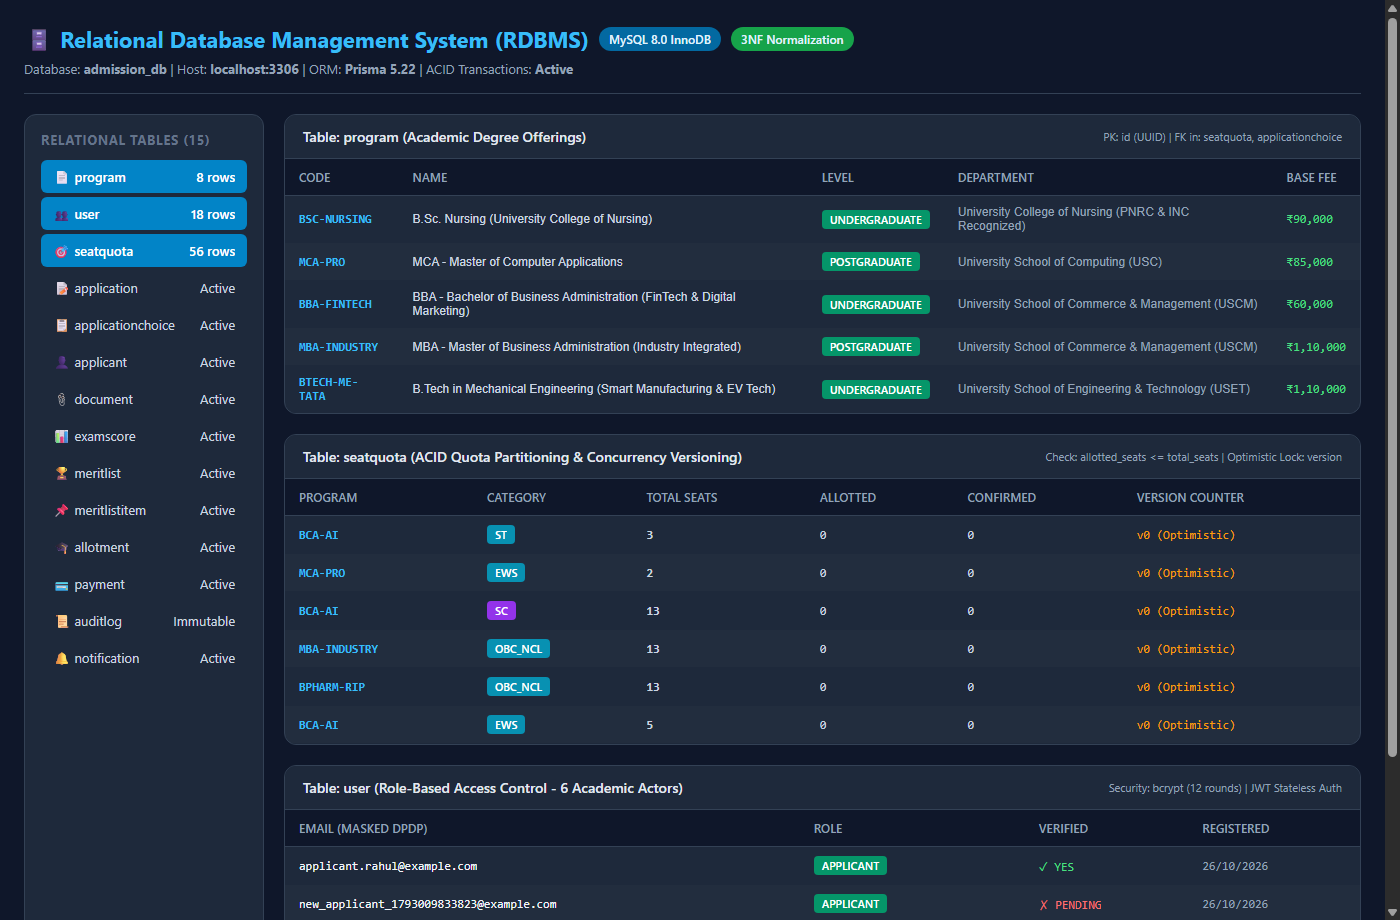 Relational Database Management System (RDBMS) MySQL 8.0 InnoDB 3NF Normalization
Database: admission_db | Host: localhost:3306 | ORM: Prisma 5.22 | ACID Transactions: Active
RELATIONAL TABLES (15)
program 8 rows
user 18 rows
seatquota 56 rows
application Active
applicationchoice Active
applicant Active
document Active
examscore Active
meritlist Active
meritlistitem Active
allotment Active
payment Active
auditlog Immutable
notification Active
Table: program (Academic Degree Offerings) PK: id (UUID) | FK in: seatquota, applicationchoice
CODE NAME LEVEL DEPARTMENT BASE FEE
BSC-NURSING B.Sc. Nursing (University College of Nursing) UNDERGRADUATE University College of Nursing (PNRC & INC
Recognized) ₹90,000
MCA-PRO MCA - Master of Computer Applications POSTGRADUATE University School of Computing (USC) ₹85,000
BBA-FINTECH BBA - Bachelor of Business Administration (FinTech & Digital
Marketing) UNDERGRADUATE University School of Commerce & Management (USCM) ₹60,000
MBA-INDUSTRY MBA - Master of Business Administration (Industry Integrated) POSTGRADUATE University School of Commerce & Management (USCM) ₹1,10,000
BTECH-ME-
TATA B.Tech in Mechanical Engineering (Smart Manufacturing & EV Tech) UNDERGRADUATE University School of Engineering & Technology (USET) ₹1,10,000
Table: seatquota (ACID Quota Partitioning & Concurrency Versioning) Check: allotted_seats <= total_seats | Optimistic Lock: version
PROGRAM CATEGORY TOTAL SEATS ALLOTTED CONFIRMED VERSION COUNTER
BCA-AI ST 3 0 0 v0 (Optimistic)
MCA-PRO EWS 2 0 0 v0 (Optimistic)
BCA-AI SC 13 0 0 v0 (Optimistic)
MBA-INDUSTRY OBC_NCL 13 0 0 v0 (Optimistic)
BPHARM-RIP OBC_NCL 13 0 0 v0 (Optimistic)
BCA-AI EWS 5 0 0 v0 (Optimistic)
Table: user (Role-Based Access Control - 6 Academic Actors) Security: bcrypt (12 rounds) | JWT Stateless Auth
EMAIL (MASKED DPDP) ROLE VERIFIED REGISTERED
applicant.rahul@example.com APPLICANT ✓ YES 26/10/2026
new_applicant_1793009833823@example.com APPLICANT ✗ PENDING 26/10/2026